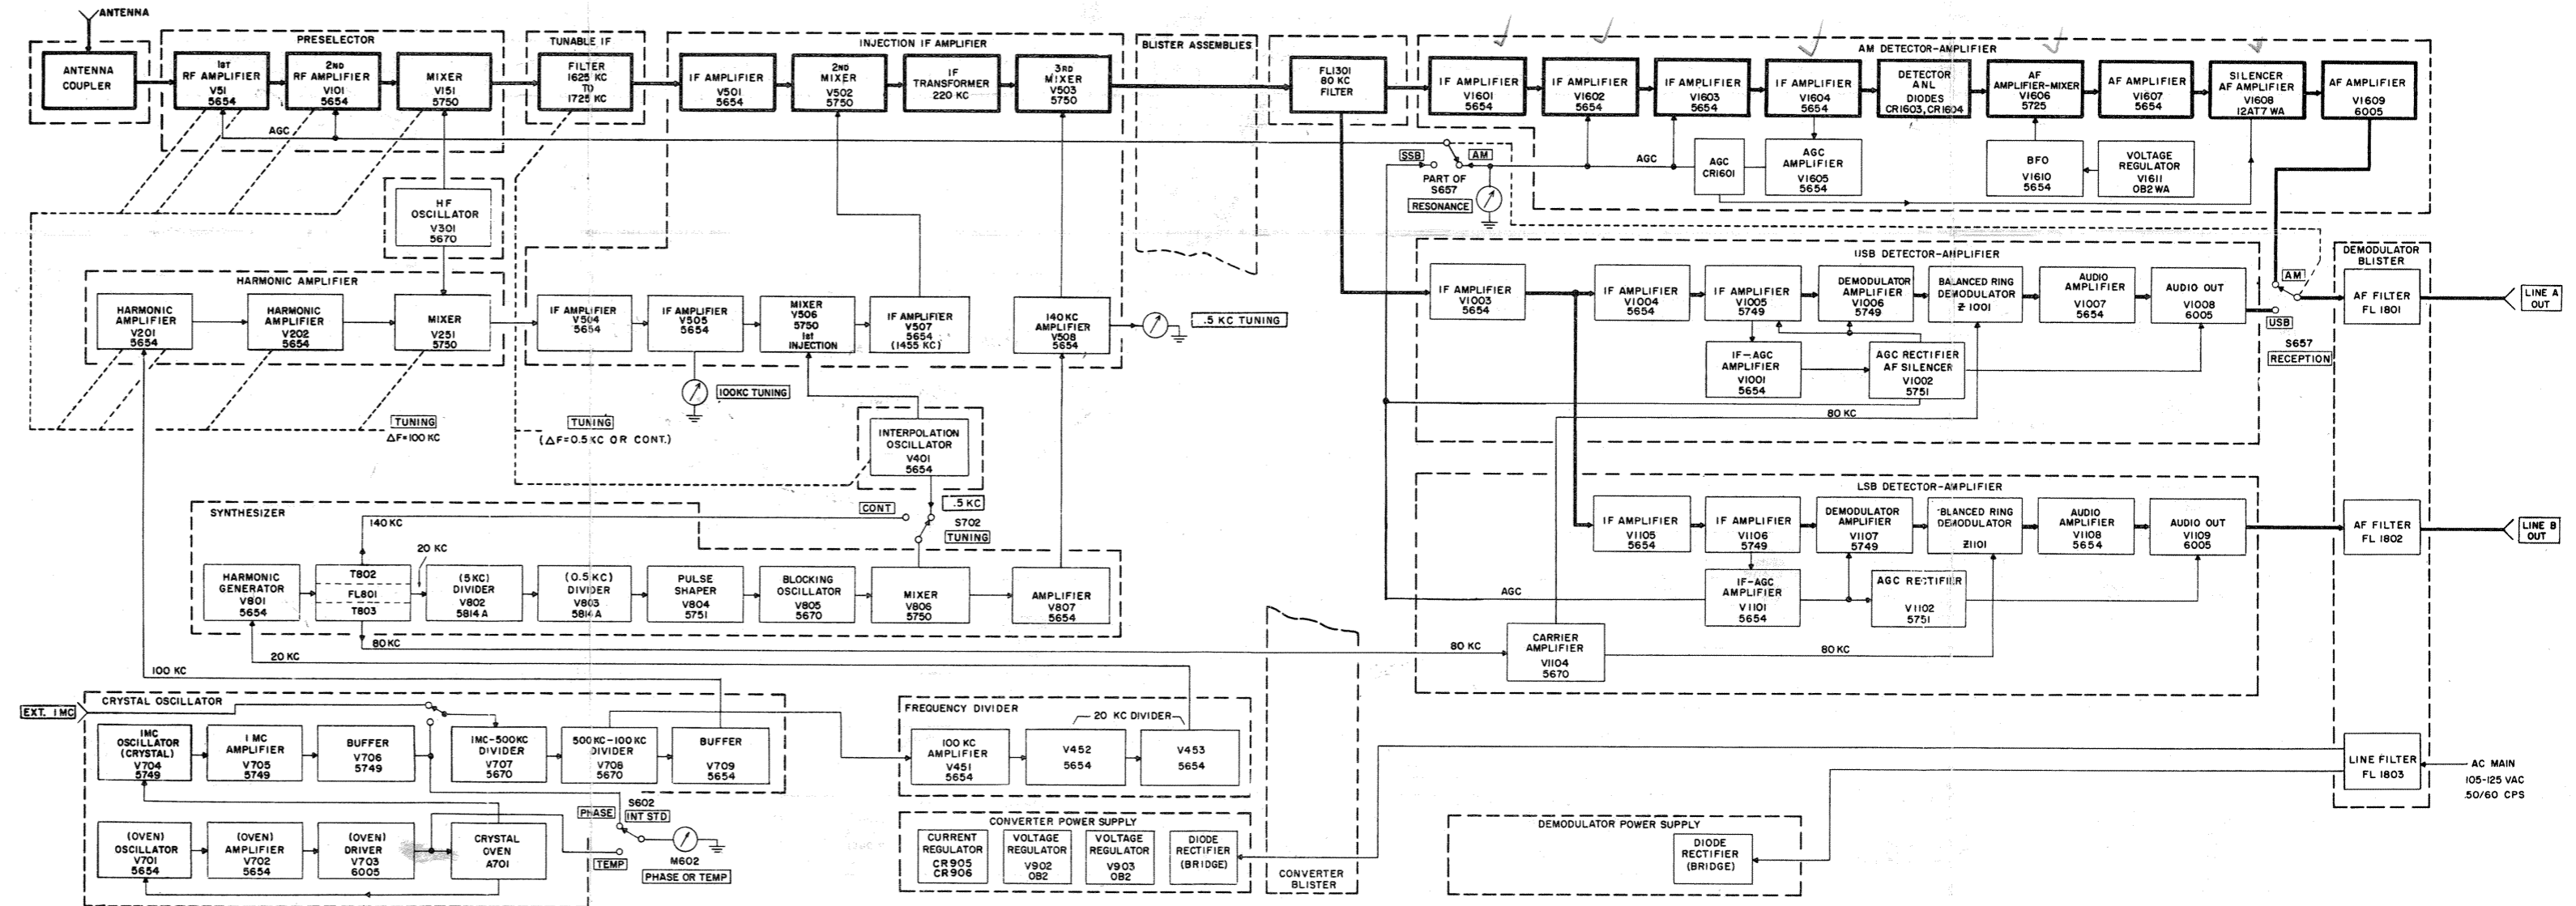 ANTENNA
ANTENNA
COUPLER
PRESELECTOR
1ST
RF AMPLIFIER
V51
5654
2ND
RF AMPLIFIER
V101
5654
MIXER
V151
5750
AGC
TUNABLE IF
FILTER
1625 KC
TO
1725 KC
INJECTION IF AMPLIFIER
IF AMPLIFIER
V501
5654
2ND
MIXER
V502
5750
IF
TRANSFORMER
220 KC
3RD
MIXER
V503
5750
BLISTER ASSEMBLIES
FL1301
80 KC
FILTER
AM DETECTOR-AMPLIFIER
IF AMPLIFIER
V1601
5654
IF AMPLIFIER
V1602
5654
IF AMPLIFIER
V1603
5654
IF AMPLIFIER
V1604
5654
DETECTOR
ANL
DIODES
CR1603, CR1604
AF
AMPLIFIER-MIXER
V1606
5725
AF AMPLIFIER
V1607
5654
SILENCER
AF AMPLIFIER
V1608
12AT7 WA
AF AMPLIFIER
V1609
6005
SSB
AM
PART OF
S657
RESONANCE
AGC
AGC
CR1601
AGC
AMPLIFIER
V1605
5654
BFO
V1610
5654
VOLTAGE
REGULATOR
V1611
OB2 WA
HF
OSCILLATOR
V301
5670
HARMONIC AMPLIFIER
HARMONIC
AMPLIFIER
V201
5654
HARMONIC
AMPLIFIER
V202
5654
MIXER
V251
5750
IF AMPLIFIER
V504
5654
IF AMPLIFIER
V505
5654
MIXER
V506
5750
1st
INJECTION
IF AMPLIFIER
V507
5654
(1455 KC)
140 KC
AMPLIFIER
V508
5654
.5 KC TUNING
100KC TUNING
TUNING
ΔF=100 KC
TUNING
(ΔF=0.5 KC OR CONT.)
INTERPOLATION
OSCILLATOR
V401
5654
USB DETECTOR-AMPLIFIER
IF AMPLIFIER
V1003
5654
IF AMPLIFIER
V1004
5654
IF AMPLIFIER
V1005
5749
DEMODULATOR
AMPLIFIER
V1006
5749
BALANCED RING
DEMODULATOR
Z 1001
AUDIO
AMPLIFIER
V1007
5654
AUDIO OUT
V1008
6005
IF-AGC
AMPLIFIER
V1001
5654
AGC RECTIFIER
AF SILENCER
V1002
5751
80 KC
AM
USB
S657
RECEPTION
DEMODULATOR
BLISTER
AF FILTER
FL 1801
LINE A
OUT
LSB DETECTOR-AMPLIFIER
IF AMPLIFIER
V1105
5654
IF AMPLIFIER
V1106
5749
DEMODULATOR
AMPLIFIER
V1107
5749
BLANCED RING
DEMODULATOR
Z1101
AUDIO
AMPLIFIER
V1108
5654
AUDIO OUT
V1109
6005
AF FILTER
FL 1802
LINE B
OUT
AGC
IF-AGC
AMPLIFIER
V1101
5654
AGC RECTIFIER
V1102
5751
CARRIER
AMPLIFIER
V1104
5670
80 KC
80 KC
SYNTHESIZER
140 KC
20 KC
CONT
.5 KC
S702
TUNING
HARMONIC
GENERATOR
V801
5654
T802
FL801
T803
(5KC)
DIVIDER
V802
5814 A
(0.5 KC)
DIVIDER
V803
5814 A
PULSE
SHAPER
V804
5751
BLOCKING
OSCILLATOR
V805
5670
MIXER
V806
5750
AMPLIFIER
V807
5654
80 KC
20 KC
100 KC
EXT. 1 MC
CRYSTAL OSCILLATOR
1MC
OSCILLATOR
(CRYSTAL)
V704
5749
1 MC
AMPLIFIER
V705
5749
BUFFER
V706
5749
1MC-500KC
DIVIDER
V707
5670
500 KC-100 KC
DIVIDER
V708
5670
BUFFER
V709
5654
(OVEN)
OSCILLATOR
V701
5654
(OVEN)
AMPLIFIER
V702
5654
(OVEN)
DRIVER
V703
6005
CRYSTAL
OVEN
A701
PHASE
S602
INT STD
TEMP
M602
PHASE OR TEMP
FREQUENCY DIVIDER
20 KC DIVIDER
100 KC
AMPLIFIER
V451
5654
V452
5654
V453
5654
CONVERTER POWER SUPPLY
CURRENT
REGULATOR
CR905
CR906
VOLTAGE
REGULATOR
V902
OB2
VOLTAGE
REGULATOR
V903
OB2
DIODE
RECTIFIER
(BRIDGE)
CONVERTER
BLISTER
DEMODULATOR POWER SUPPLY
DIODE
RECTIFIER
(BRIDGE)
LINE FILTER
FL 1803
AC MAIN
105-125 VAC
50/60 CPS